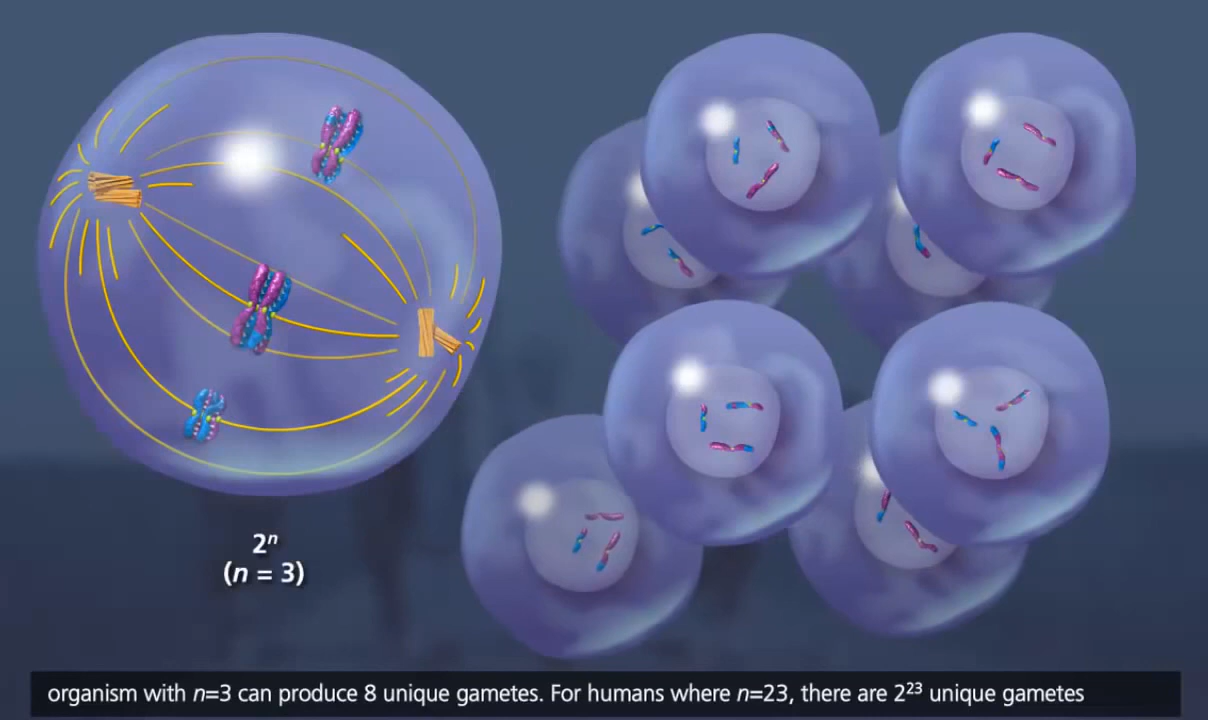 2ⁿ
(n = 3)
organism with n=3 can produce 8 unique gametes. For humans where n=23, there are 2²³ unique gametes